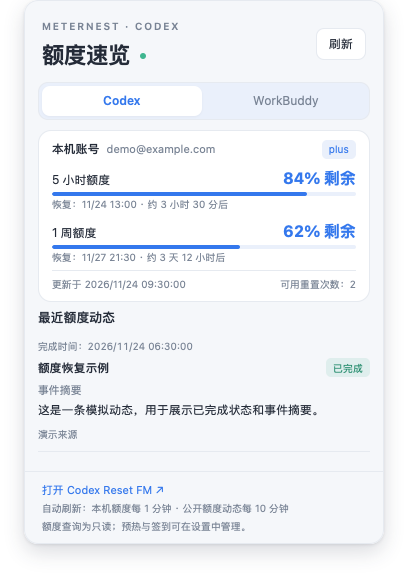 METERNEST · CODEX
额度速览
刷新
Codex WorkBuddy
本机账号 demo@example.com plus
5 小时额度 84% 剩余
恢复：11/24 13:00 · 约 3 小时 30 分后
1 周额度 62% 剩余
恢复：11/27 21:30 · 约 3 天 12 小时后
更新于 2026/11/24 09:30:00 可用重置次数：2
最近额度动态
完成时间：2026/11/24 06:30:00
额度恢复示例 已完成
事件摘要
这是一条模拟动态，用于展示已完成状态和事件摘要。
演示来源
打开 Codex Reset FM ↗
自动刷新：本机额度每 1 分钟 · 公开额度动态每 10 分钟
额度查询为只读；预热与签到可在设置中管理。